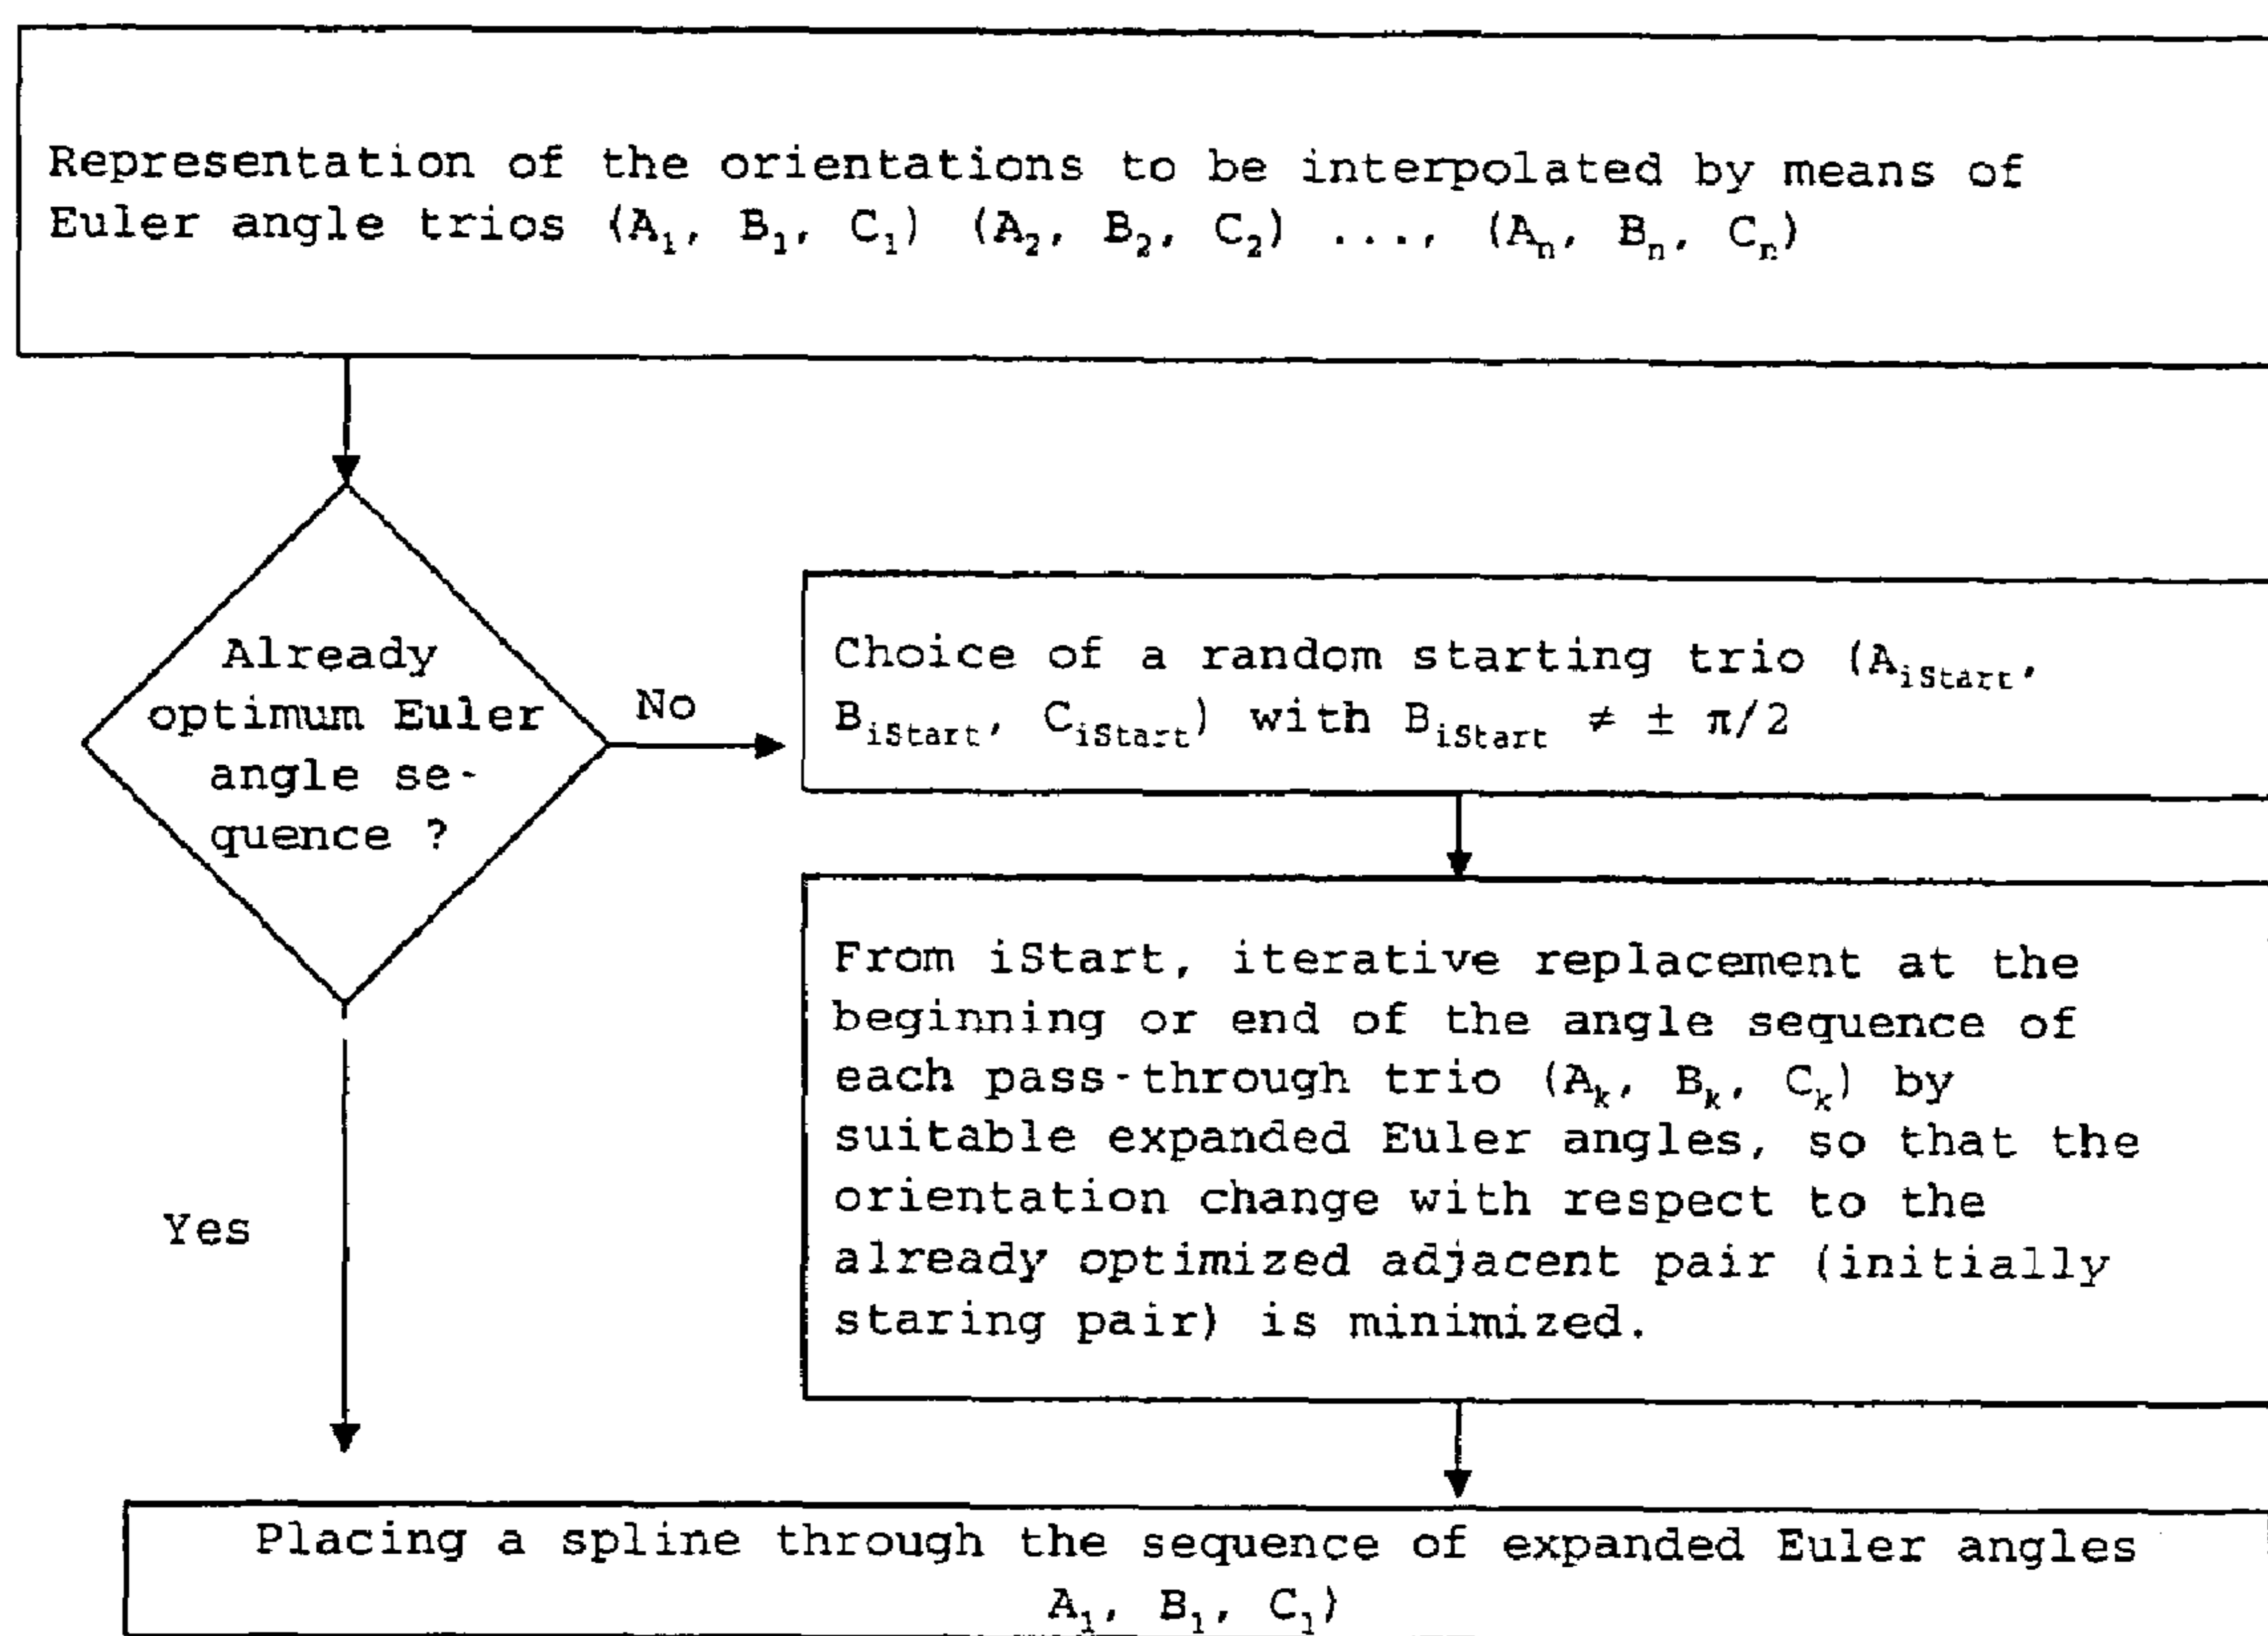 Representation of the orientations to be interpolated by means of
Euler angle trios (A₁, B₁, C₁) (A₂, B₂, C₂) ..., (Aₙ, Bₙ, Cₙ)
Already
optimum Euler
angle se-
quence ?
No
Choice of a random starting trio (A_iStart,
B_iStart, C_iStart) with B_iStart ≠ ± π/2
From iStart, iterative replacement at the
beginning or end of the angle sequence of
each pass-through trio (Aₖ, Bₖ, Cₖ) by
suitable expanded Euler angles, so that the
orientation change with respect to the
already optimized adjacent pair (initially
staring pair) is minimized.
Yes
Placing a spline through the sequence of expanded Euler angles
A₁, B₁, C₁)